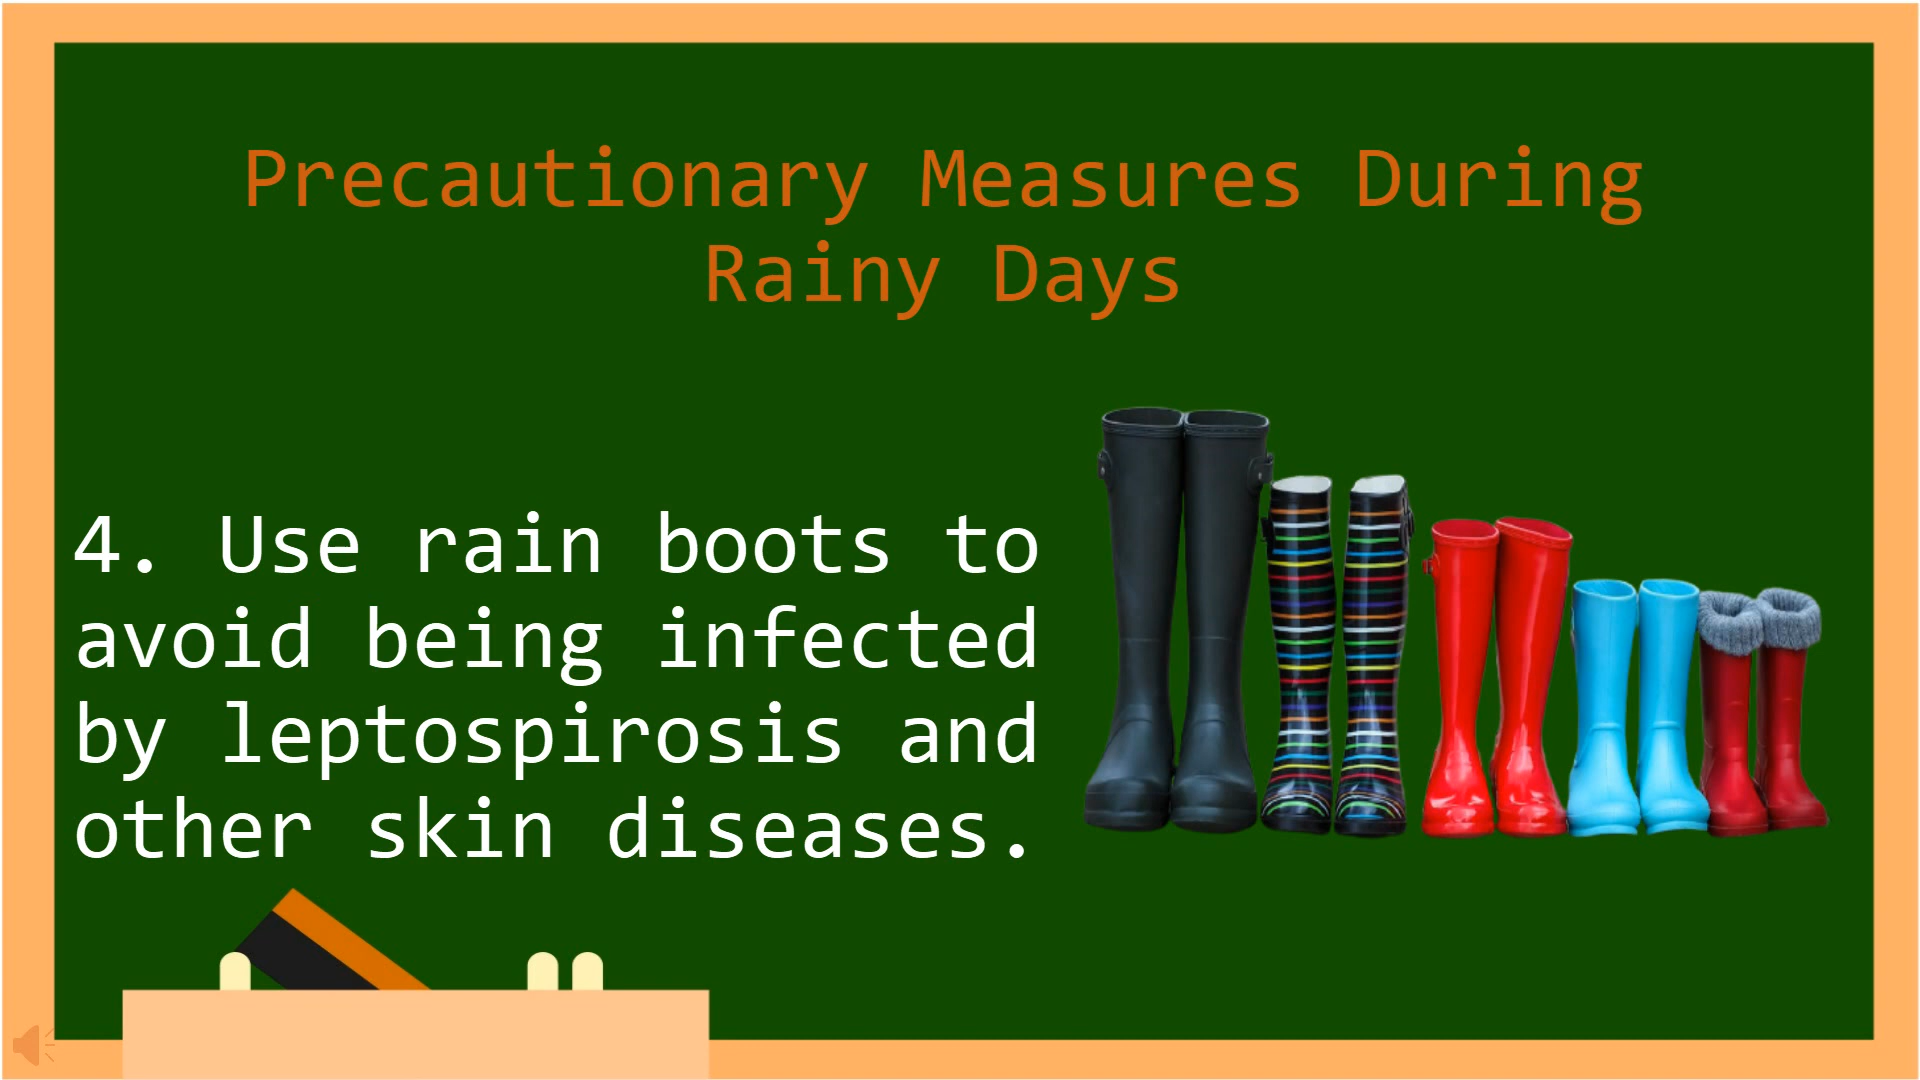 Precautionary Measures During
Rainy Days
4. Use rain boots to
avoid being infected
by leptospirosis and
other skin diseases.